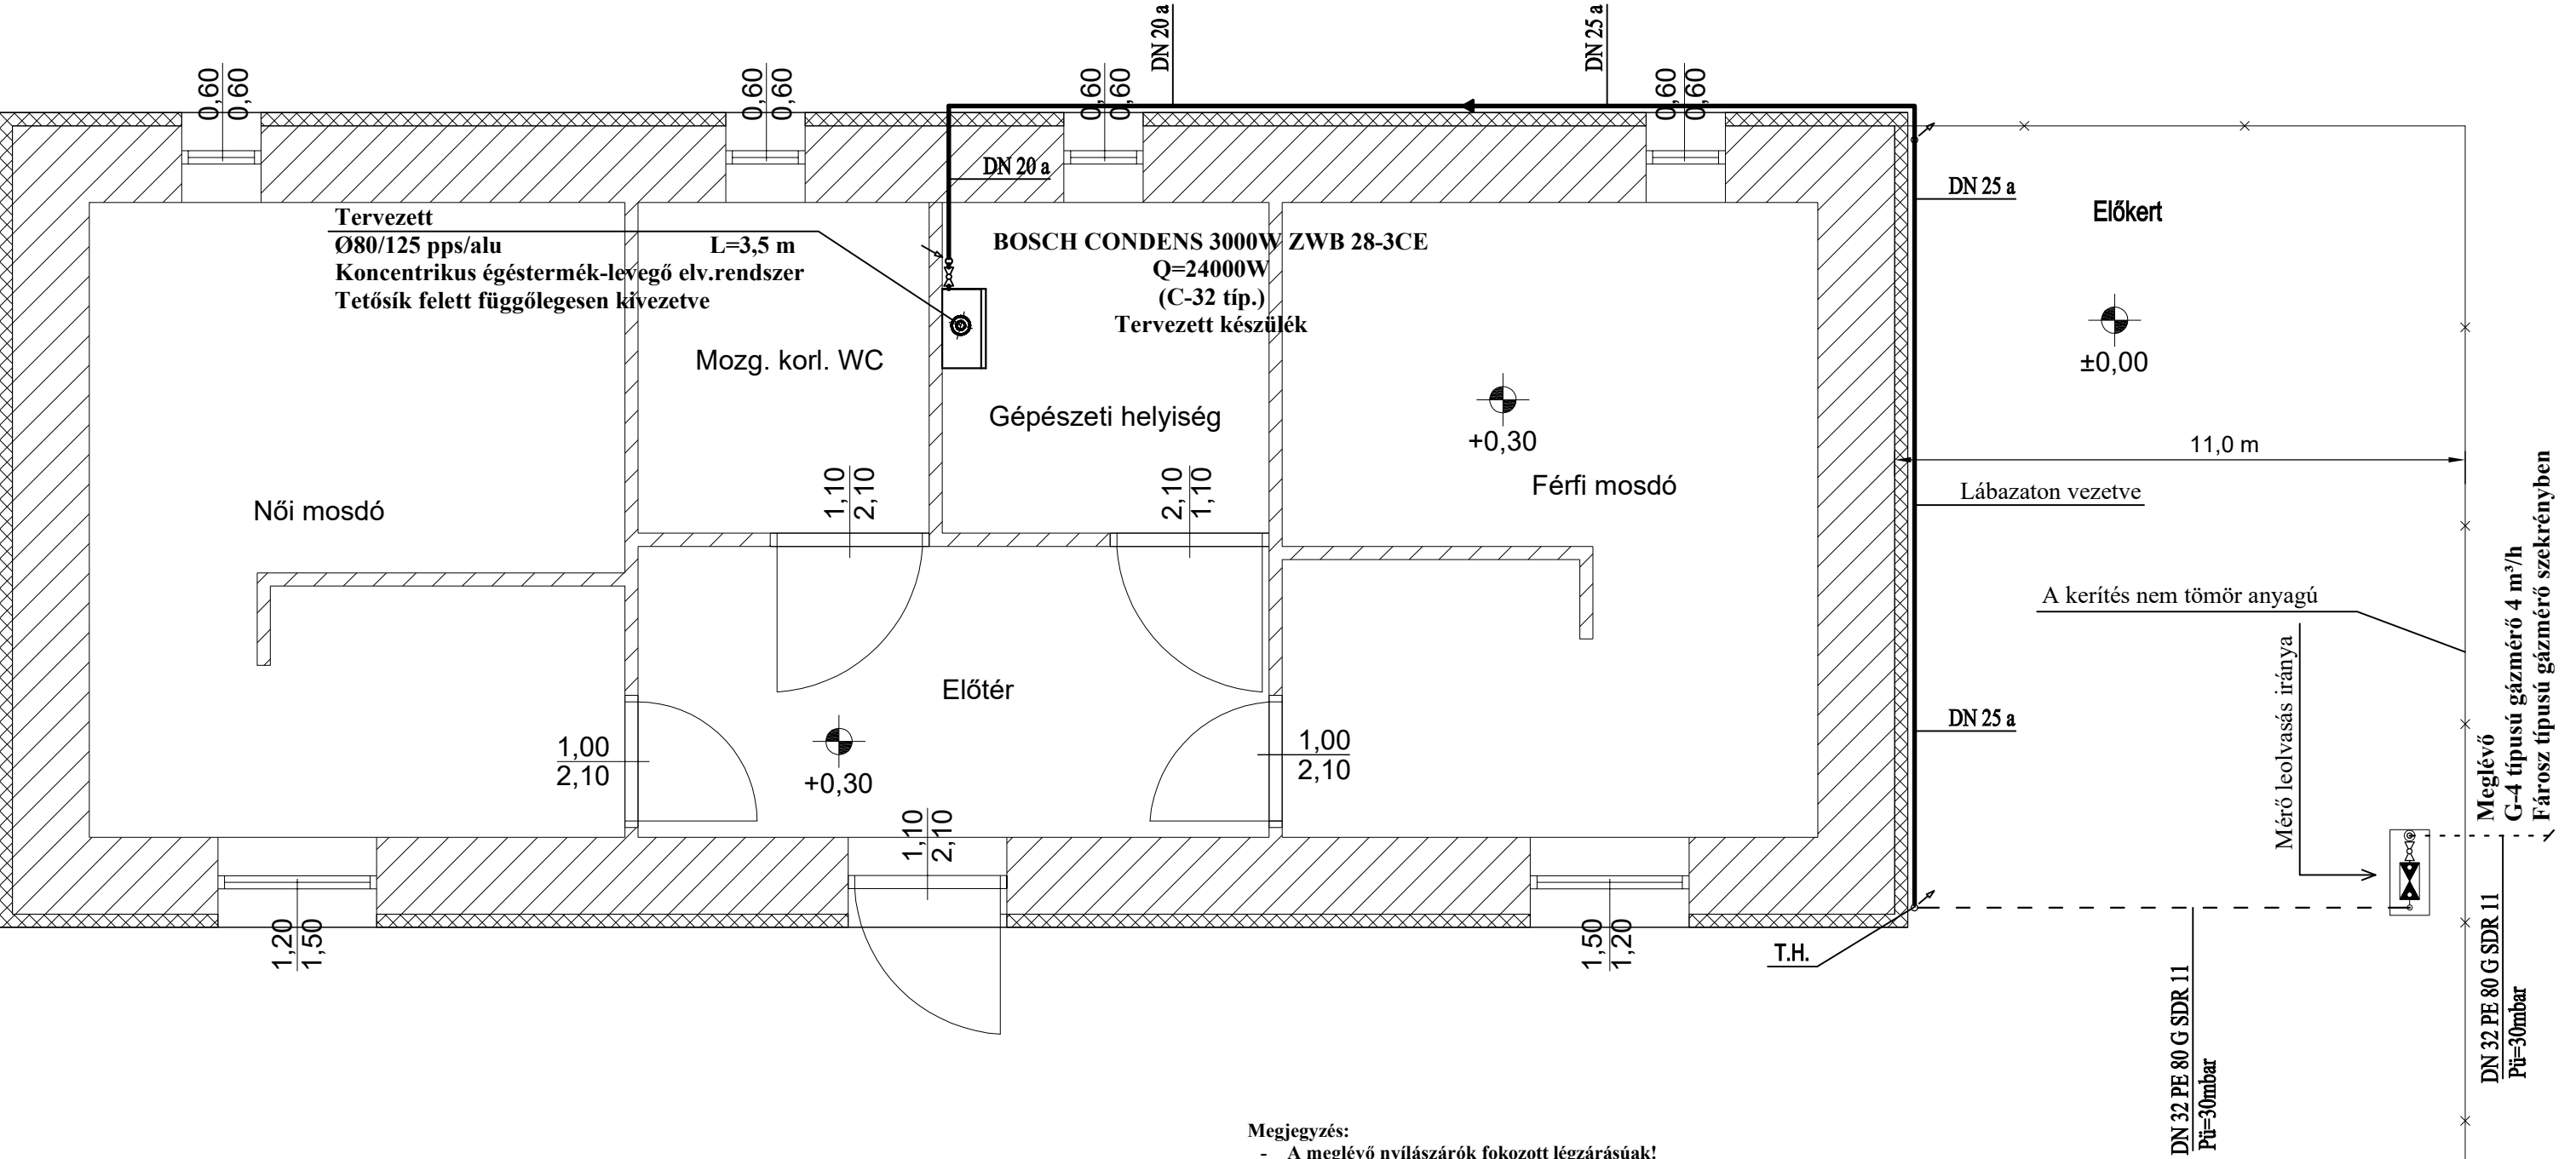 DN 20 a
DN 25 a
0,60
0,60
0,60
0,60
0,60
0,60
0,60
0,60
DN 20 a
DN 25 a
Előkert
Tervezett
Ø80/125 pps/alu L=3,5 m
Koncentrikus égéstermék-levegő elv.rendszer
Tetősík felett függőlegesen kivezetve
BOSCH CONDENS 3000W ZWB 28-3CE
Q=24000W
(C-32 típ.)
Tervezett készülék
Mozg. korl. WC
Gépészeti helyiség
±0,00
+0,30
11,0 m
Női mosdó
1,10
2,10
2,10
1,10
Férfi mosdó
Lábazaton vezetve
A kerítés nem tömör anyagú
Mérő leolvasás iránya
Meglévő
G-4 típusú gázmérő 4 m³/h
Fárosz típusú gázmérő szekrényben
Előtér
DN 25 a
1,00
2,10
+0,30
1,00
2,10
1,10
2,10
1,20
1,50
1,50
1,20
T.H.
DN 32 PE 80 G SDR 11
Pü=30mbar
DN 32 PE 80 G SDR 11
Pü=30mbar
Megjegyzés:
- A meglévő nyílászárók fokozott légzárásúak!